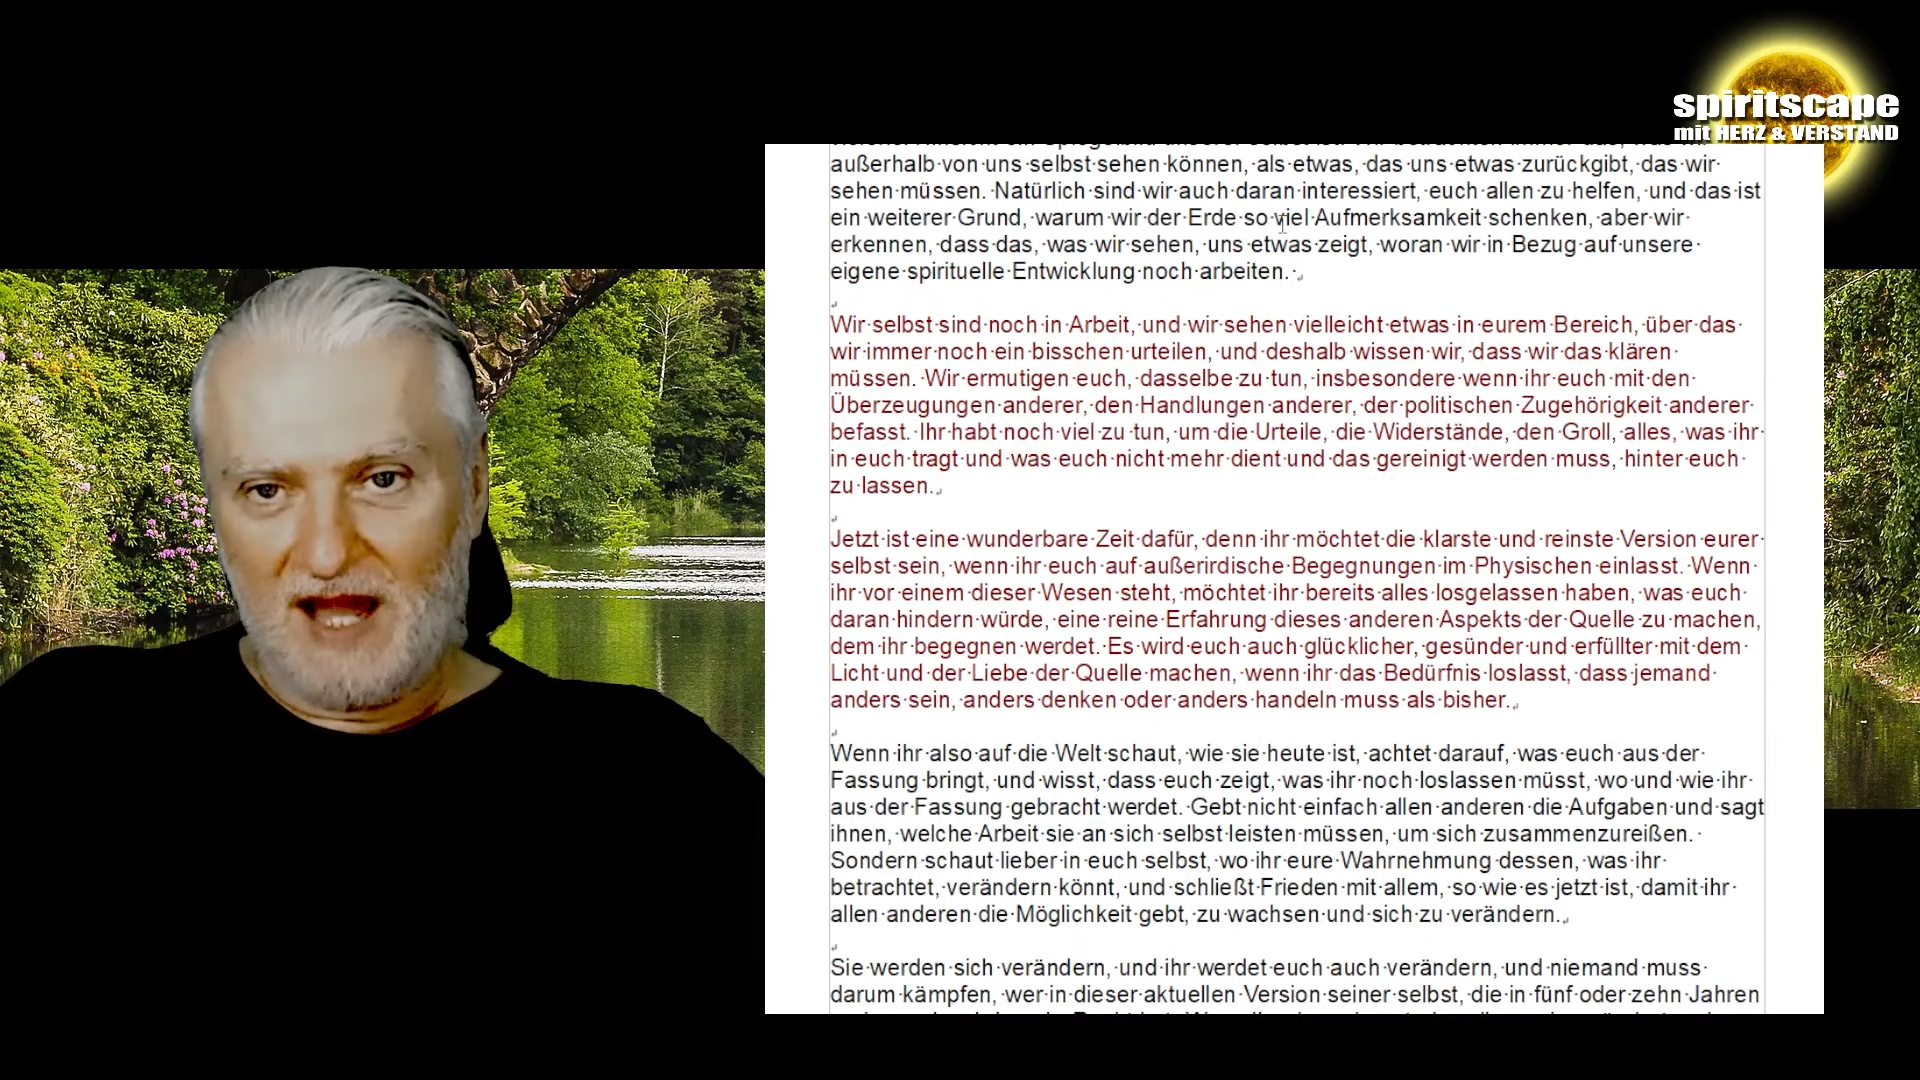 spiritscape
mit HERZ & VERSTAND
außerhalb von uns selbst sehen können, als etwas, das uns etwas zurückgibt, das wir
sehen müssen. Natürlich sind wir auch daran interessiert, euch allen zu helfen, und das ist
ein weiterer Grund, warum wir der Erde so viel Aufmerksamkeit schenken, aber wir
erkennen, dass das, was wir sehen, uns etwas zeigt, woran wir in Bezug auf unsere
eigene spirituelle Entwicklung noch arbeiten.
Wir selbst sind noch in Arbeit, und wir sehen vielleicht etwas in eurem Bereich, über das
wir immer noch ein bisschen urteilen, und deshalb wissen wir, dass wir das klären
müssen. Wir ermutigen euch, dasselbe zu tun, insbesondere wenn ihr euch mit den
Überzeugungen anderer, den Handlungen anderer, der politischen Zugehörigkeit anderer
befasst. Ihr habt noch viel zu tun, um die Urteile, die Widerstände, den Groll, alles, was ihr
in euch tragt und was euch nicht mehr dient und das gereinigt werden muss, hinter euch
zu lassen.
Jetzt ist eine wunderbare Zeit dafür, denn ihr möchtet die klarste und reinste Version eurer
selbst sein, wenn ihr euch auf außerirdische Begegnungen im Physischen einlasst. Wenn
ihr vor einem dieser Wesen steht, möchtet ihr bereits alles losgelassen haben, was euch
daran hindern würde, eine reine Erfahrung dieses anderen Aspekts der Quelle zu machen,
dem ihr begegnen werdet. Es wird euch auch glücklicher, gesünder und erfüllter mit dem
Licht und der Liebe der Quelle machen, wenn ihr das Bedürfnis loslasst, dass jemand
anders sein, anders denken oder anders handeln muss als bisher.
Wenn ihr also auf die Welt schaut, wie sie heute ist, achtet darauf, was euch aus der
Fassung bringt, und wisst, dass euch zeigt, was ihr noch loslassen müsst, wo und wie ihr
aus der Fassung gebracht werdet. Gebt nicht einfach allen anderen die Aufgaben und sagt
ihnen, welche Arbeit sie an sich selbst leisten müssen, um sich zusammenzureißen.
Sondern schaut lieber in euch selbst, wo ihr eure Wahrnehmung dessen, was ihr
betrachtet, verändern könnt, und schließt Frieden mit allem, so wie es jetzt ist, damit ihr
allen anderen die Möglichkeit gebt, zu wachsen und sich zu verändern.
Sie werden sich verändern, und ihr werdet euch auch verändern, und niemand muss
darum kämpfen, wer in dieser aktuellen Version seiner selbst, die in fünf oder zehn Jahren